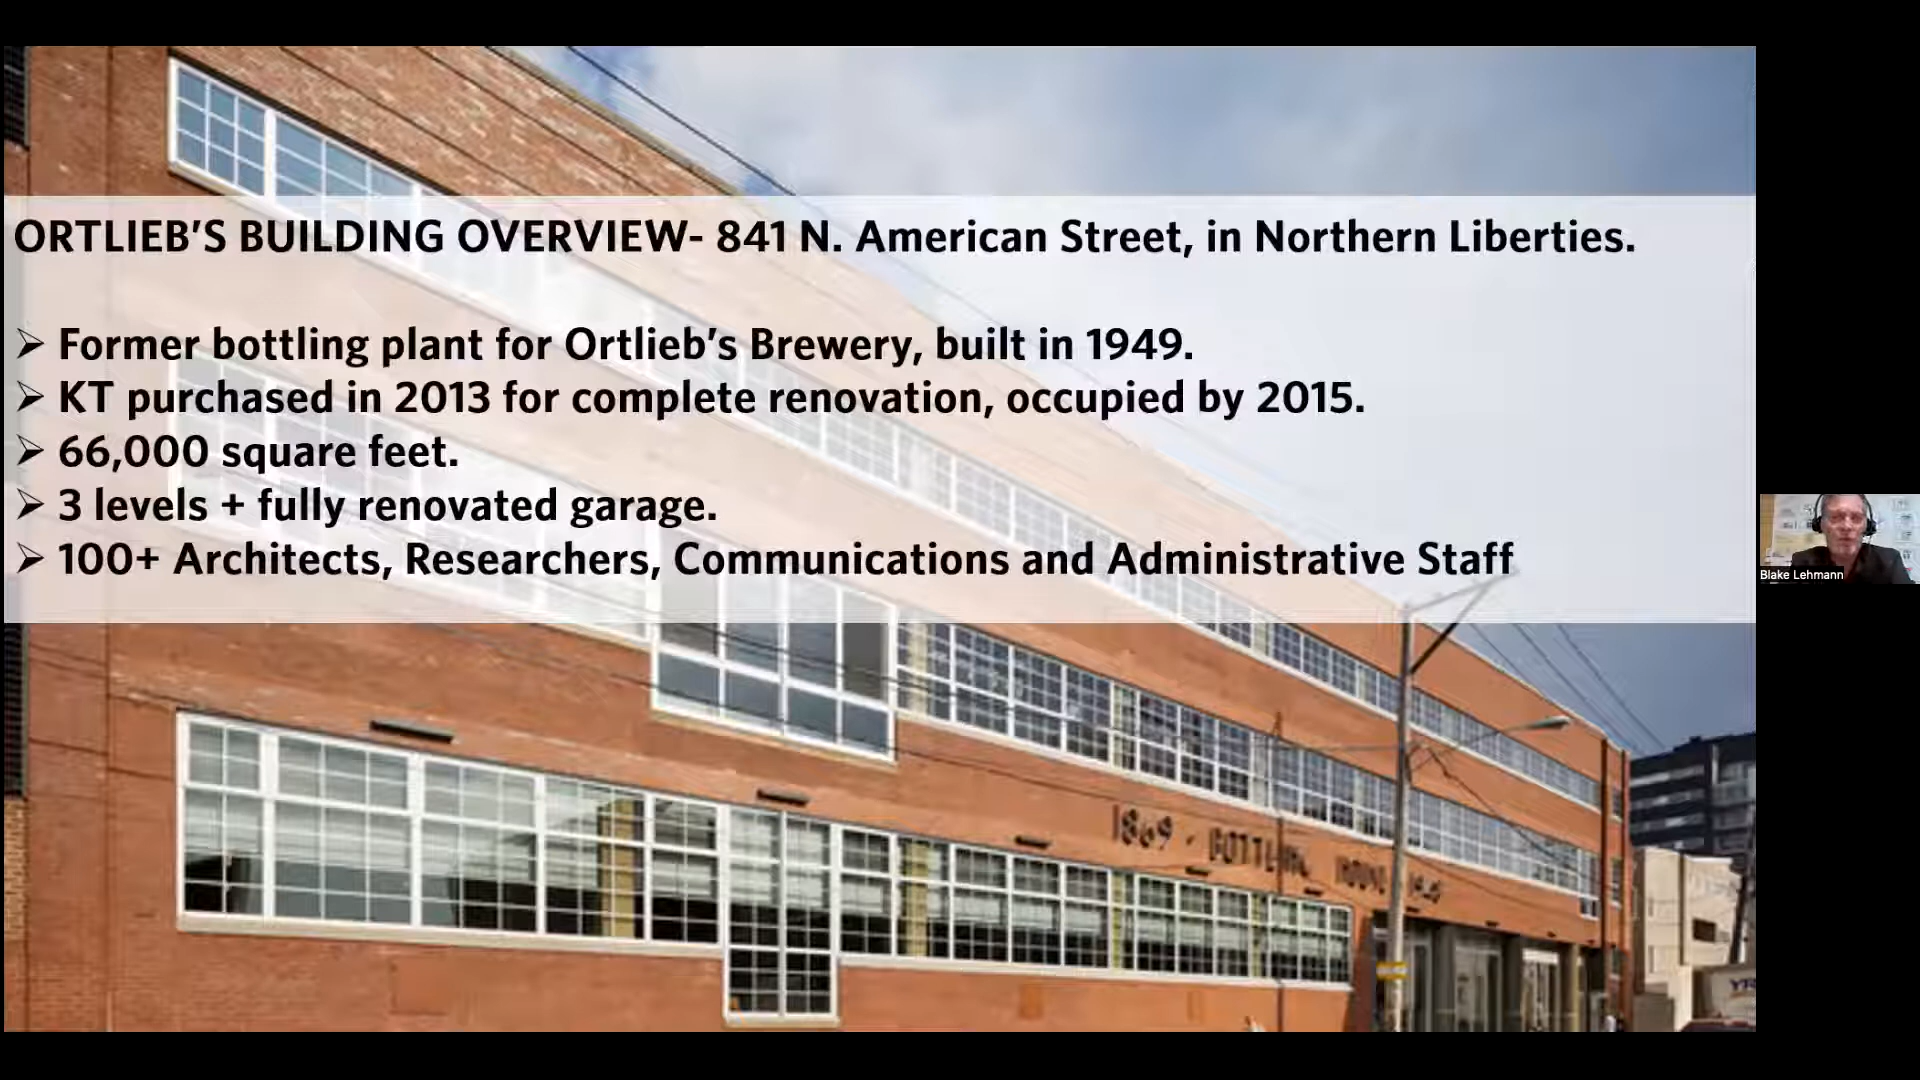 ORTLIEB'S BUILDING OVERVIEW- 841 N. American Street, in Northern Liberties.
➢ Former bottling plant for Ortlieb's Brewery, built in 1949.
➢ KT purchased in 2013 for complete renovation, occupied by 2015.
➢ 66,000 square feet.
➢ 3 levels + fully renovated garage.
➢ 100+ Architects, Researchers, Communications and Administrative Staff
Blake Lehmann
1869 -